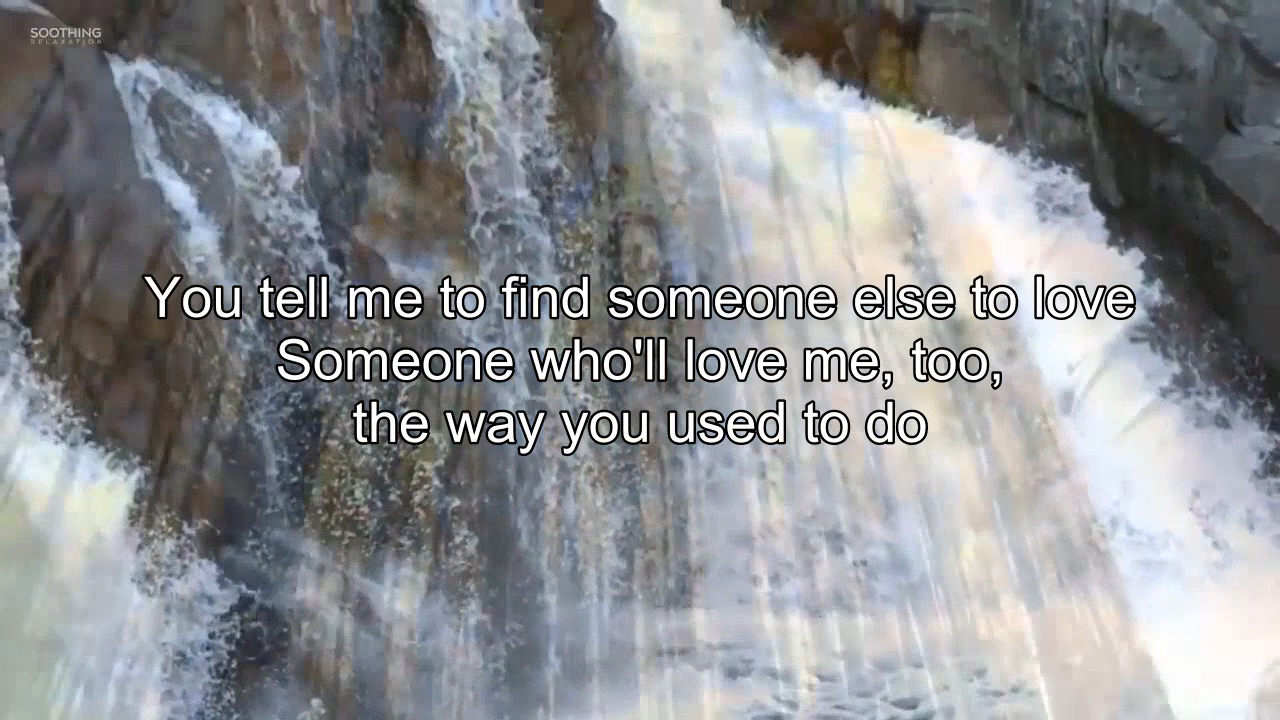 SOOTHING
RELAXATION
You tell me to find someone else to love
Someone who'll love me, too,
the way you used to do